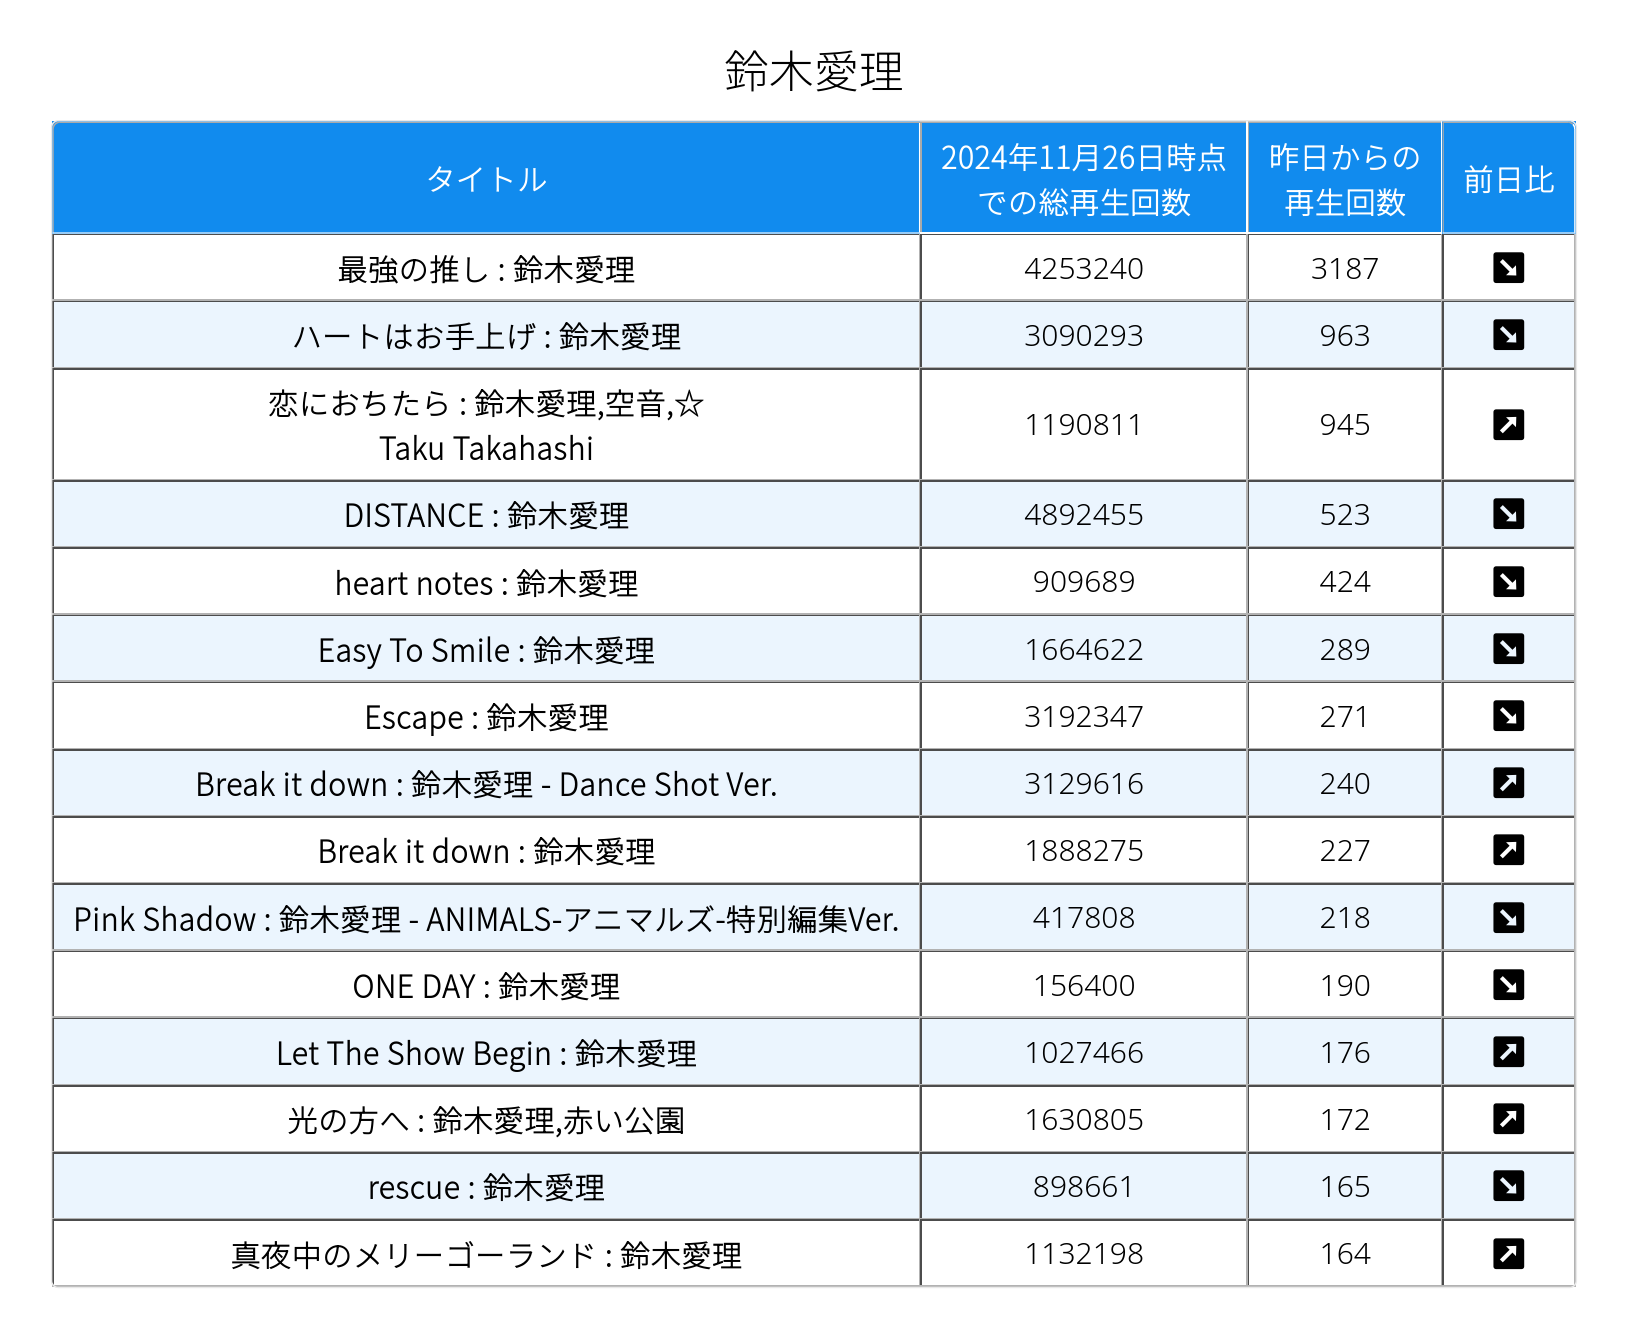 鈴木愛理
タイトル 2024年11月26日時点での総再生回数 昨日からの再生回数 前日比
最強の推し : 鈴木愛理 4253240 3187 ↘
ハートはお手上げ : 鈴木愛理 3090293 963 ↘
恋におちたら : 鈴木愛理,空音,☆
Taku Takahashi 1190811 945 ↗
DISTANCE : 鈴木愛理 4892455 523 ↘
heart notes : 鈴木愛理 909689 424 ↘
Easy To Smile : 鈴木愛理 1664622 289 ↘
Escape : 鈴木愛理 3192347 271 ↘
Break it down : 鈴木愛理 - Dance Shot Ver. 3129616 240 ↗
Break it down : 鈴木愛理 1888275 227 ↗
Pink Shadow : 鈴木愛理 - ANIMALS-アニマルズ-特別編集Ver. 417808 218 ↘
ONE DAY : 鈴木愛理 156400 190 ↘
Let The Show Begin : 鈴木愛理 1027466 176 ↗
光の方へ : 鈴木愛理,赤い公園 1630805 172 ↗
rescue : 鈴木愛理 898661 165 ↘
真夜中のメリーゴーランド : 鈴木愛理 1132198 164 ↗